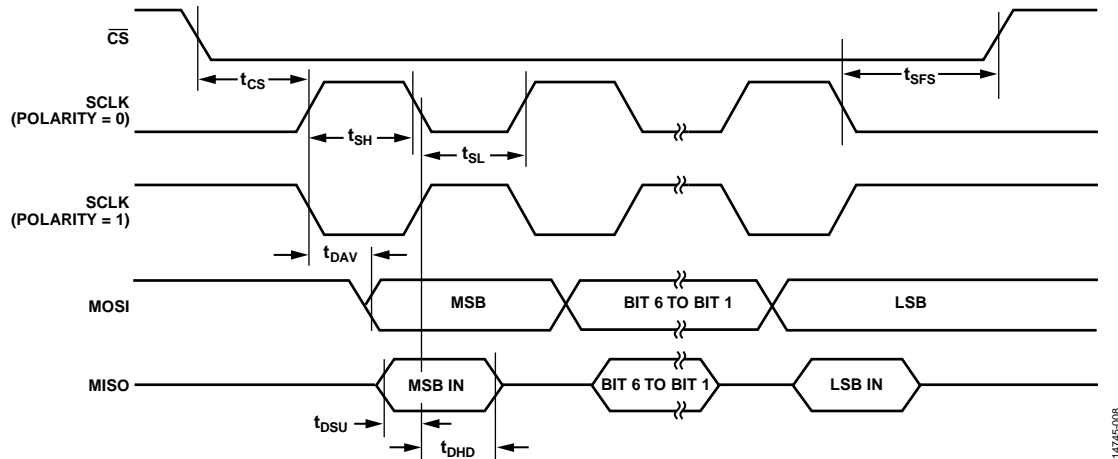 CS
tCS
tSFS
SCLK
(POLARITY = 0)
tSH
tSL
SCLK
(POLARITY = 1)
tDAV
MOSI
MSB
BIT 6 TO BIT 1
LSB
MISO
MSB IN
BIT 6 TO BIT 1
LSB IN
tDSU
tDHD
14745-008